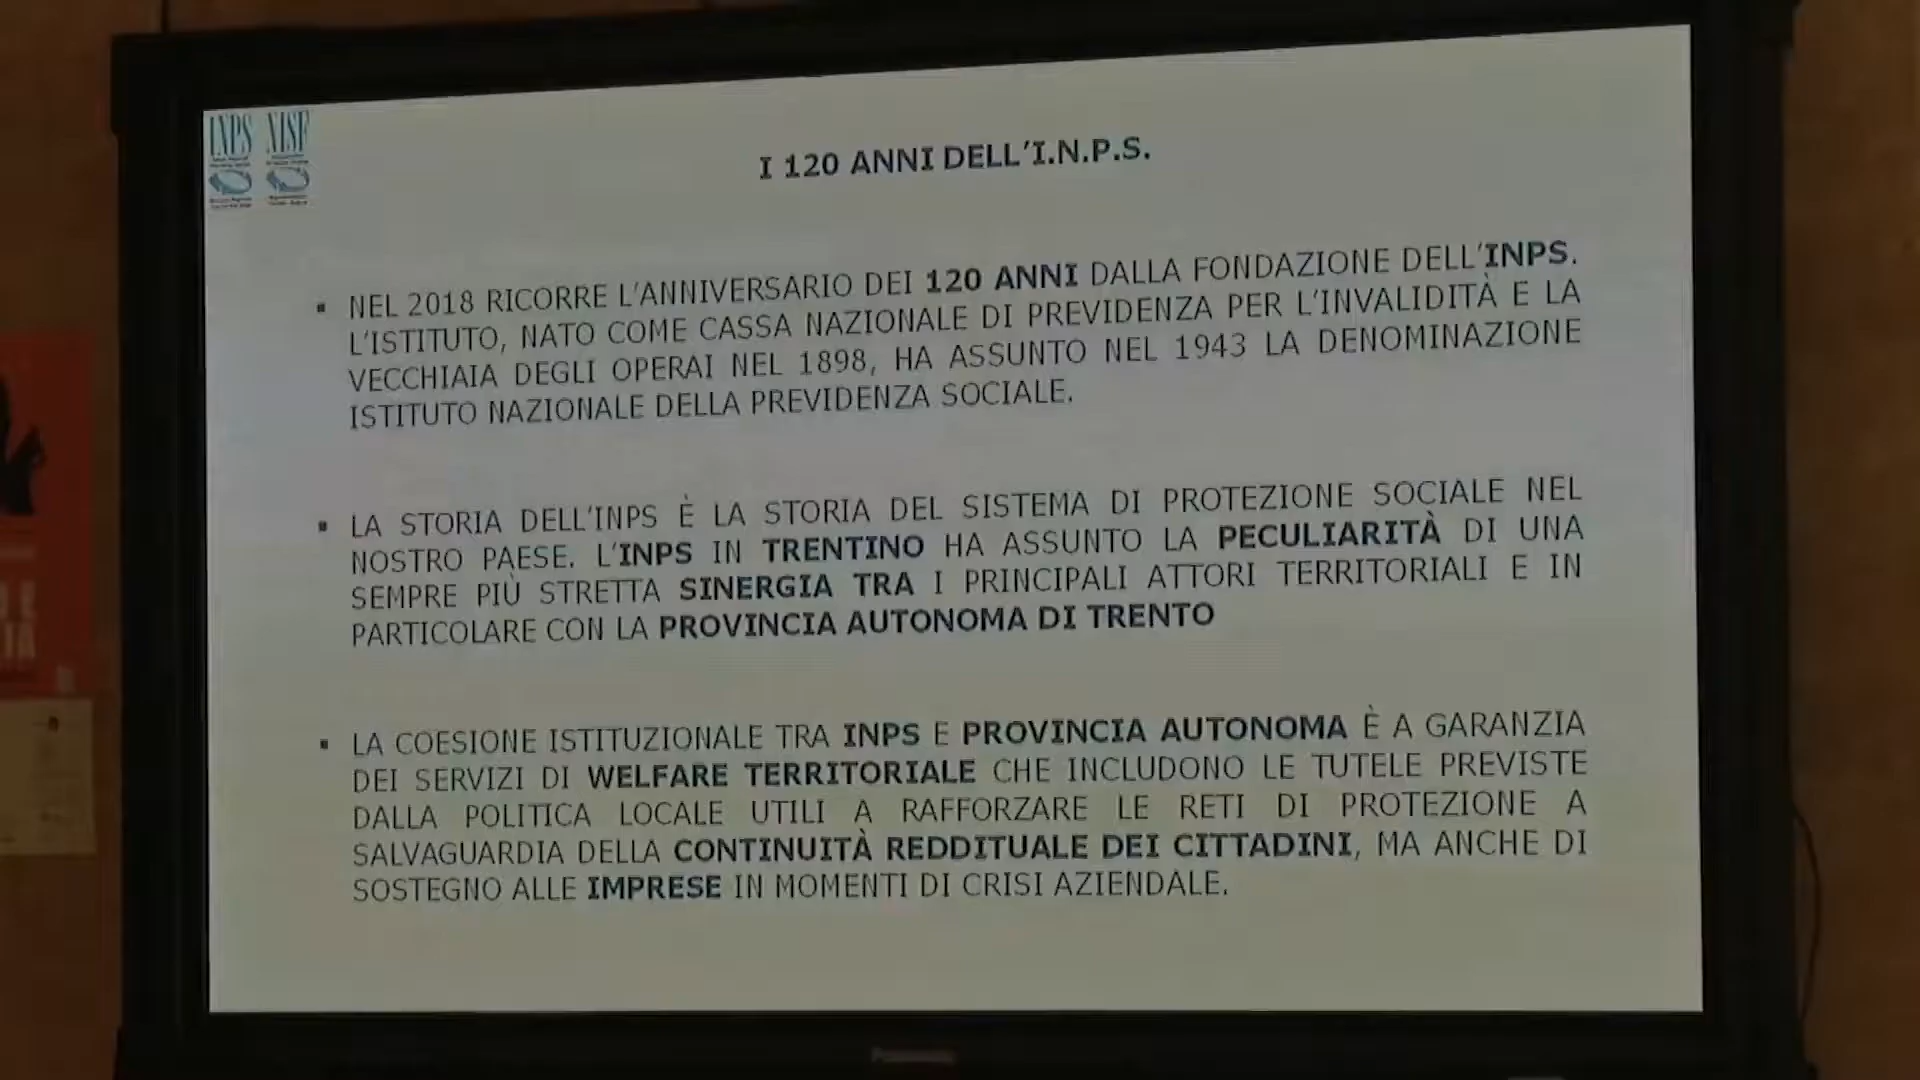 INPS NISF
I 120 ANNI DELL'I.N.P.S.
▪ NEL 2018 RICORRE L'ANNIVERSARIO DEI 120 ANNI DALLA FONDAZIONE DELL'INPS.
L'ISTITUTO, NATO COME CASSA NAZIONALE DI PREVIDENZA PER L'INVALIDITÀ E LA
VECCHIAIA DEGLI OPERAI NEL 1898, HA ASSUNTO NEL 1943 LA DENOMINAZIONE
ISTITUTO NAZIONALE DELLA PREVIDENZA SOCIALE.
▪ LA STORIA DELL'INPS È LA STORIA DEL SISTEMA DI PROTEZIONE SOCIALE NEL
NOSTRO PAESE. L'INPS IN TRENTINO HA ASSUNTO LA PECULIARITÀ DI UNA
SEMPRE PIÙ STRETTA SINERGIA TRA I PRINCIPALI ATTORI TERRITORIALI E IN
PARTICOLARE CON LA PROVINCIA AUTONOMA DI TRENTO
▪ LA COESIONE ISTITUZIONALE TRA INPS E PROVINCIA AUTONOMA È A GARANZIA
DEI SERVIZI DI WELFARE TERRITORIALE CHE INCLUDONO LE TUTELE PREVISTE
DALLA POLITICA LOCALE UTILI A RAFFORZARE LE RETI DI PROTEZIONE A
SALVAGUARDIA DELLA CONTINUITÀ REDDITUALE DEI CITTADINI, MA ANCHE DI
SOSTEGNO ALLE IMPRESE IN MOMENTI DI CRISI AZIENDALE.
Panasonic